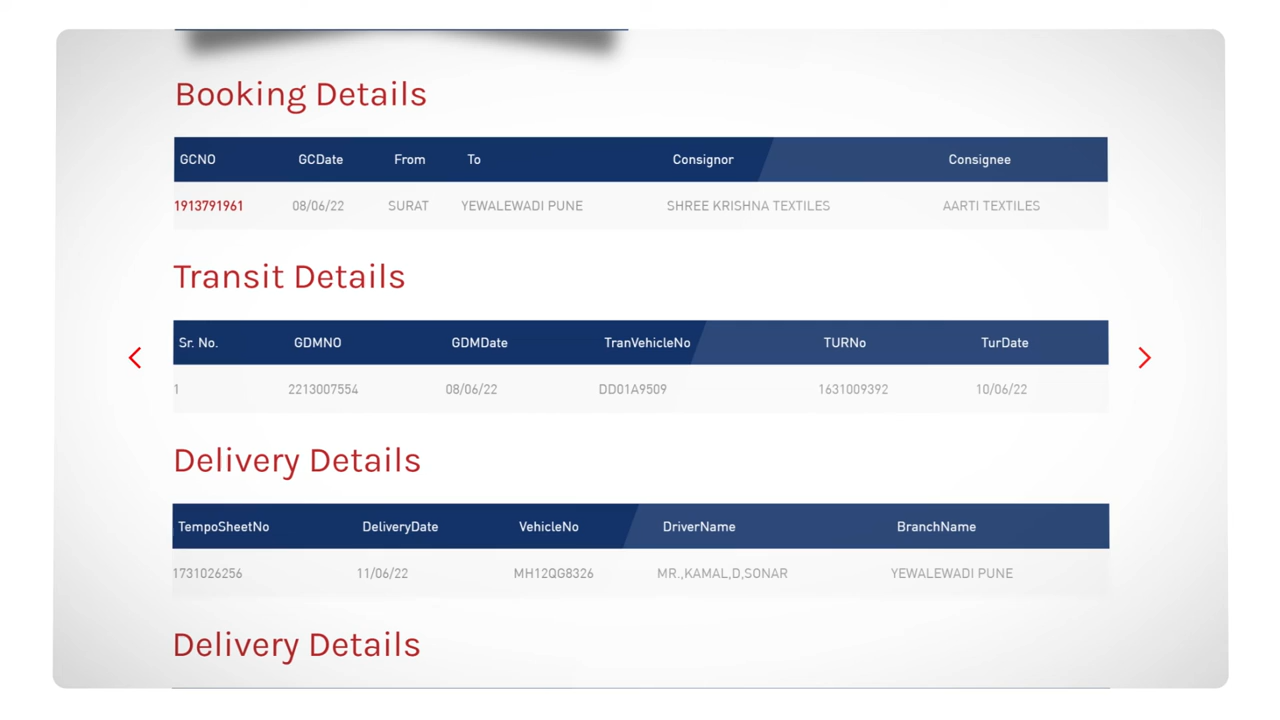 Booking Details
GCNO GCDate From To Consignor Consignee
1913791961 08/06/22 SURAT YEWALEWADI PUNE SHREE KRISHNA TEXTILES AARTI TEXTILES
Transit Details
Sr. No. GDMNO GDMDate TranVehicleNo TURNo TurDate
1 2213007554 08/06/22 DD01A9509 1631009392 10/06/22
Delivery Details
TempoSheetNo DeliveryDate VehicleNo DriverName BranchName
1731026256 11/06/22 MH12QG8326 MR.,KAMAL,D,SONAR YEWALEWADI PUNE
Delivery Details